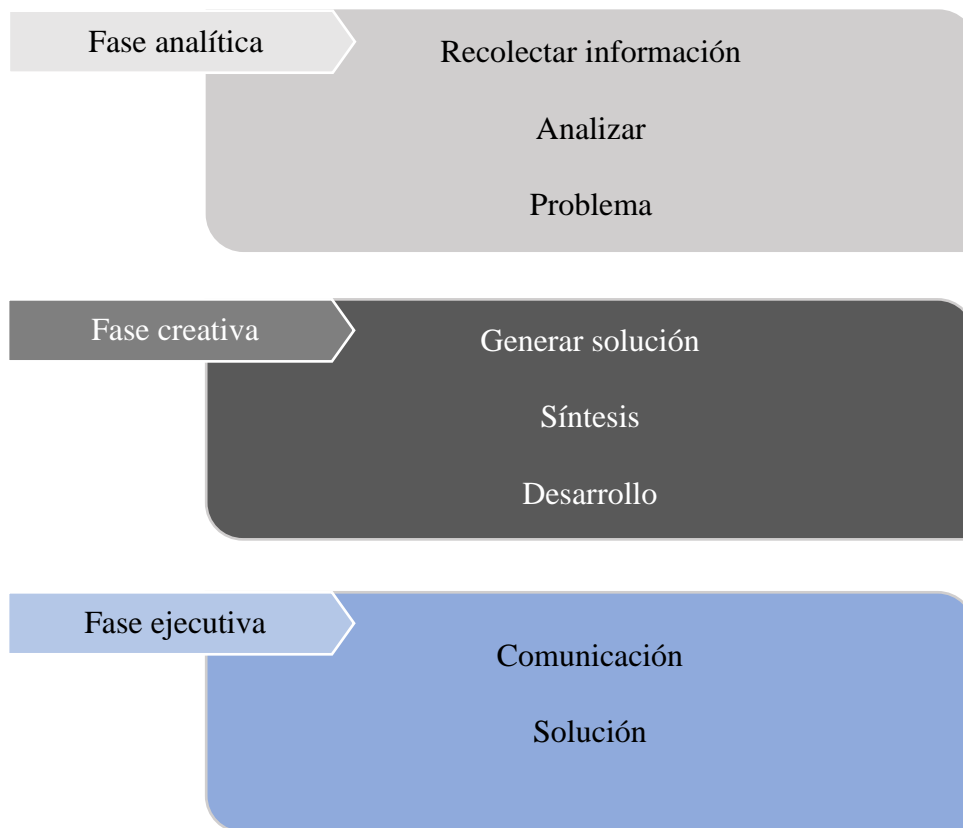 Fase analítica
Recolectar información
Analizar
Problema
Fase creativa
Generar solución
Síntesis
Desarrollo
Fase ejecutiva
Comunicación
Solución